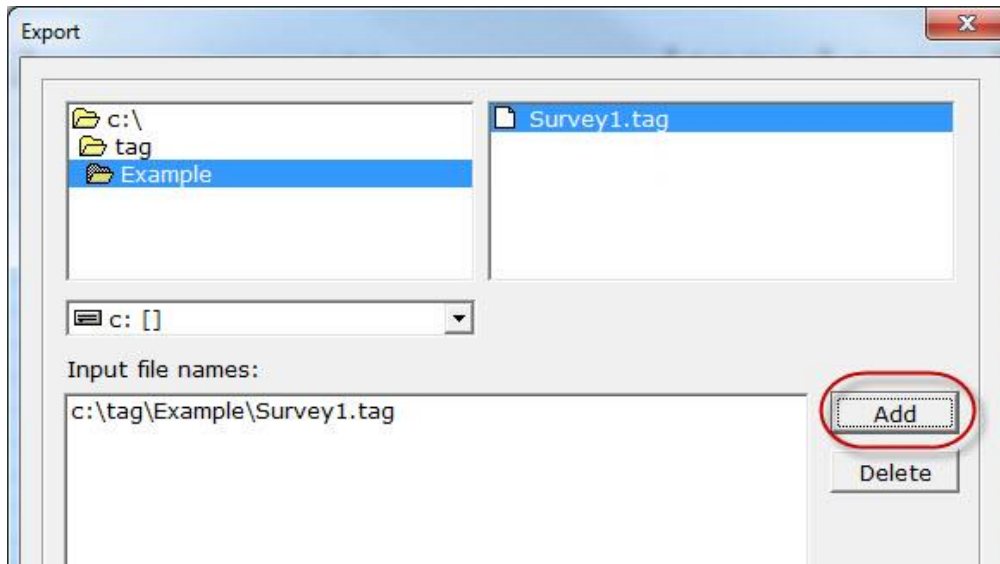 Export
c:\
tag
Example
Survey1.tag
c: []
Input file names:
c:\tag\Example\Survey1.tag
Add
Delete